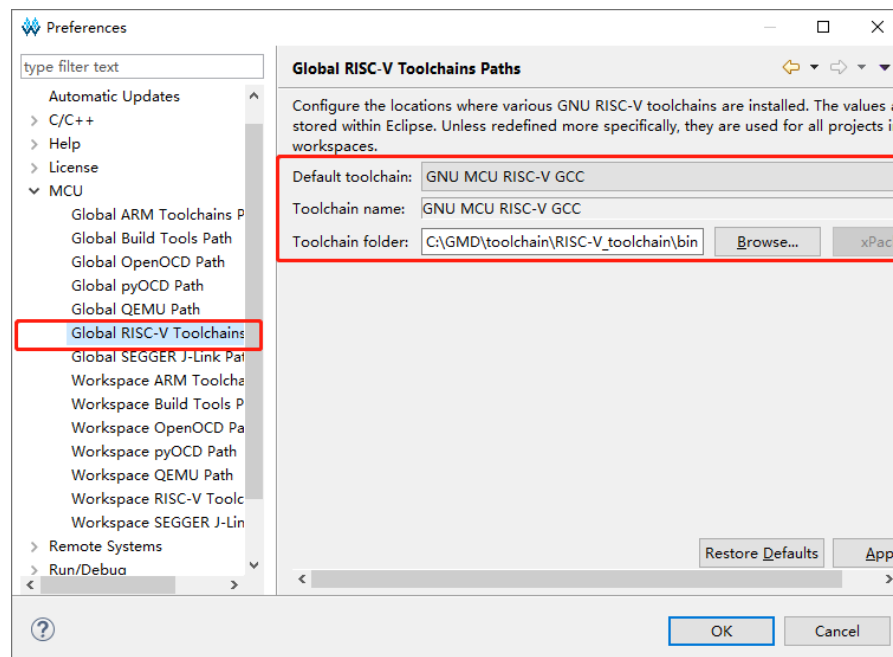 Preferences
type filter text
Automatic Updates
C/C++
Help
License
MCU
Global ARM Toolchains P
Global Build Tools Path
Global OpenOCD Path
Global pyOCD Path
Global QEMU Path
Global RISC-V Toolchains
Global SEGGER J-Link Pat
Workspace ARM Toolcha
Workspace Build Tools P
Workspace OpenOCD Pa
Workspace pyOCD Path
Workspace QEMU Path
Workspace RISC-V Toolc
Workspace SEGGER J-Lin
Remote Systems
Run/Debug
Global RISC-V Toolchains Paths
Configure the locations where various GNU RISC-V toolchains are installed. The values a
stored within Eclipse. Unless redefined more specifically, they are used for all projects i
workspaces.
Default toolchain: GNU MCU RISC-V GCC
Toolchain name: GNU MCU RISC-V GCC
Toolchain folder: C:\GMD\toolchain\RISC-V_toolchain\bin Browse... xPac
Restore Defaults App
? OK Cancel